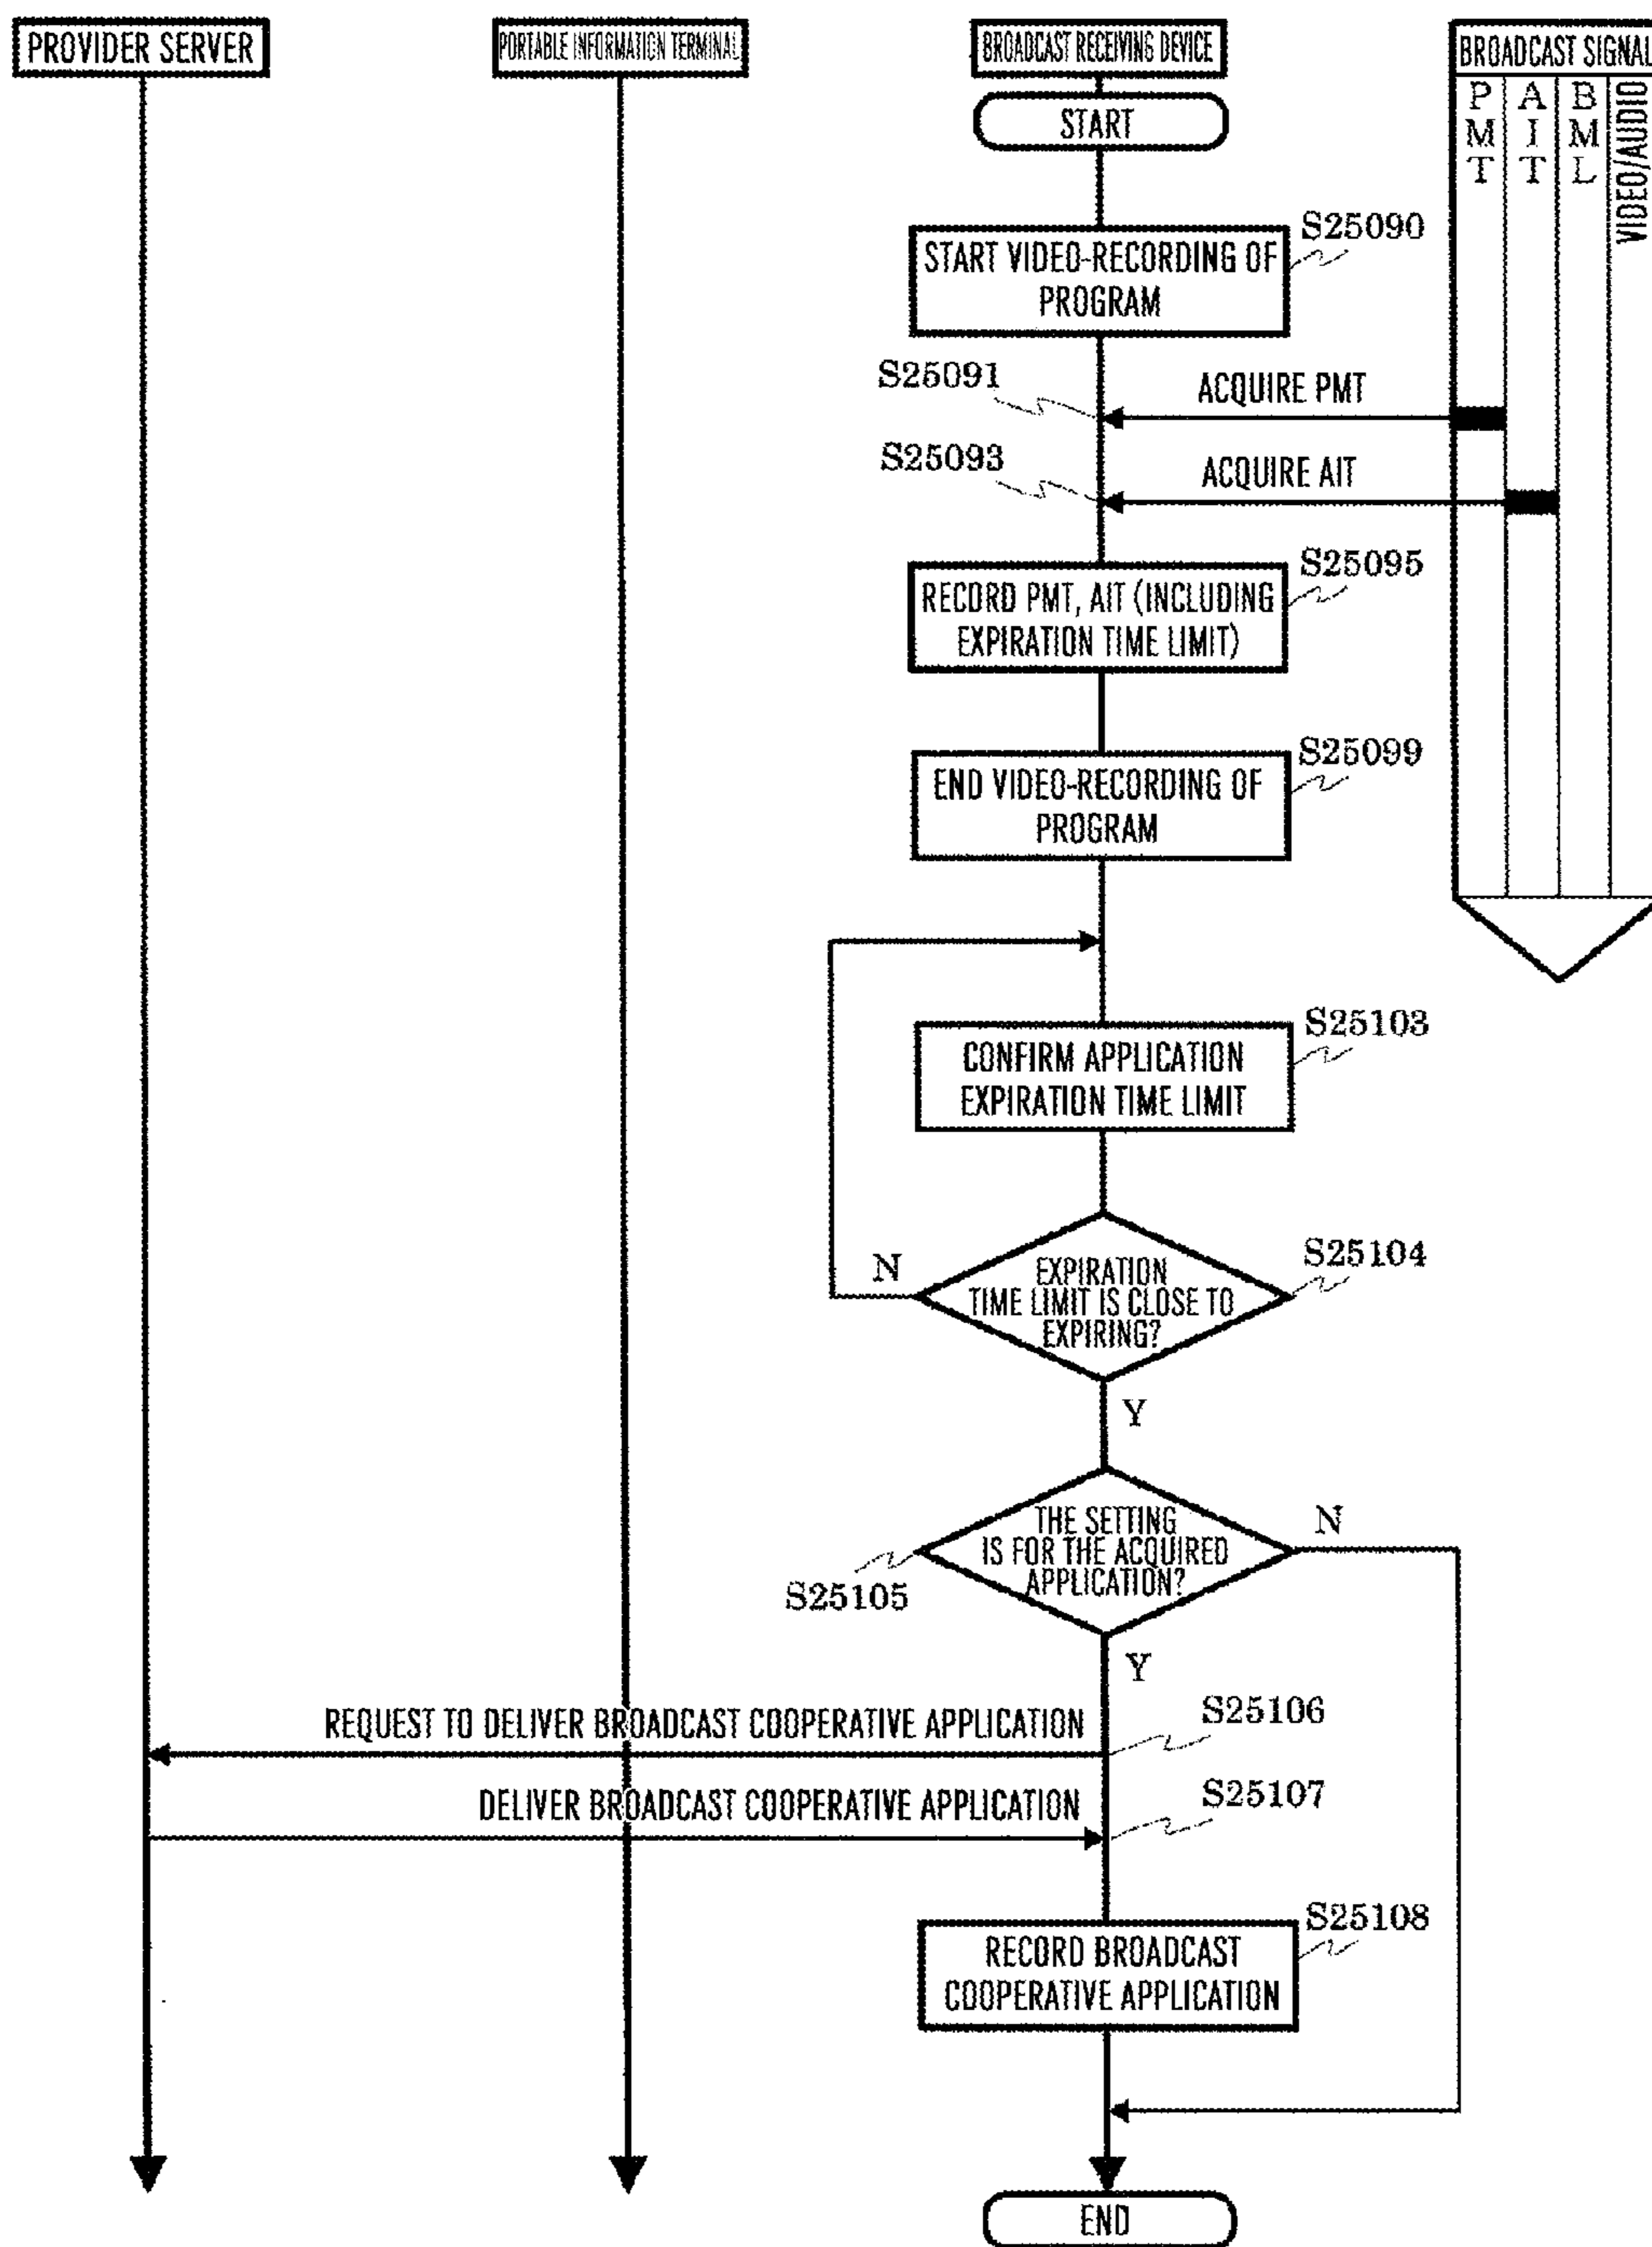 PROVIDER SERVER
PORTABLE INFORMATION TERMINAL
BROADCAST RECEIVING DEVICE
BROADCAST SIGNAL
PMT
AIT
BML
VIDEO/AUDIO
START
S25090
START VIDEO-RECORDING OF
PROGRAM
S25091
ACQUIRE PMT
S25093
ACQUIRE AIT
S25095
RECORD PMT, AIT (INCLUDING
EXPIRATION TIME LIMIT)
S25099
END VIDEO-RECORDING OF
PROGRAM
S25103
CONFIRM APPLICATION
EXPIRATION TIME LIMIT
S25104
N
EXPIRATION
TIME LIMIT IS CLOSE TO
EXPIRING?
Y
THE SETTING
IS FOR THE ACQUIRED
APPLICATION?
N
S25105
Y
S25106
REQUEST TO DELIVER BROADCAST COOPERATIVE APPLICATION
S25107
DELIVER BROADCAST COOPERATIVE APPLICATION
S25108
RECORD BROADCAST
COOPERATIVE APPLICATION
END